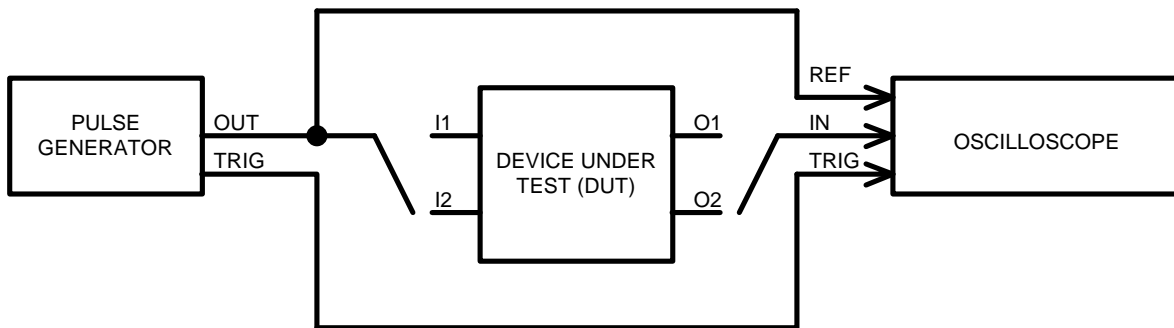 PULSE
GENERATOR
OUT
TRIG
I1
I2
DEVICE UNDER
TEST (DUT)
O1
O2
REF
IN
TRIG
OSCILLOSCOPE